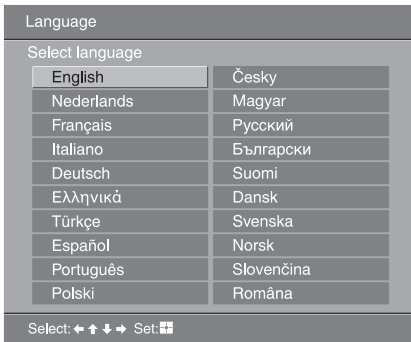 Language
Select language
English
Nederlands
Français
Italiano
Deutsch
Ελληνικά
Türkçe
Español
Português
Polski
Česky
Magyar
Русский
Български
Suomi
Dansk
Svenska
Norsk
Slovenčina
Româna
Select: ←↑↓→ Set: